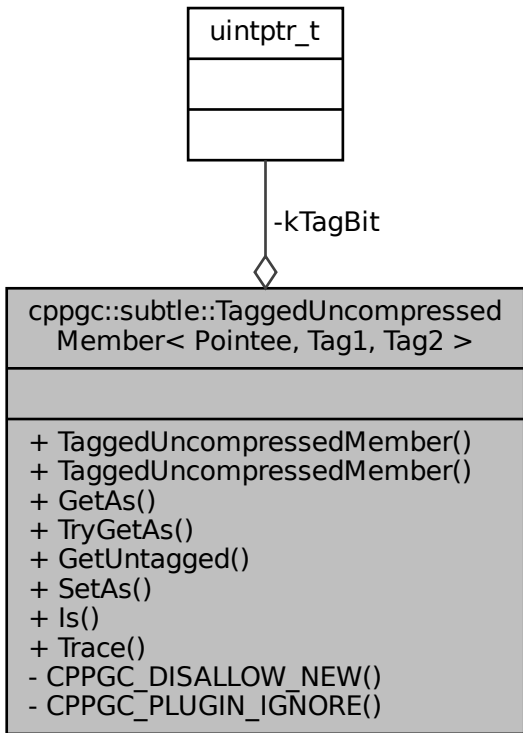 uintptr_t
-kTagBit
cppgc::subtle::TaggedUncompressed
Member< Pointee, Tag1, Tag2 >
+ TaggedUncompressedMember()
+ TaggedUncompressedMember()
+ GetAs()
+ TryGetAs()
+ GetUntagged()
+ SetAs()
+ Is()
+ Trace()
- CPPGC_DISALLOW_NEW()
- CPPGC_PLUGIN_IGNORE()